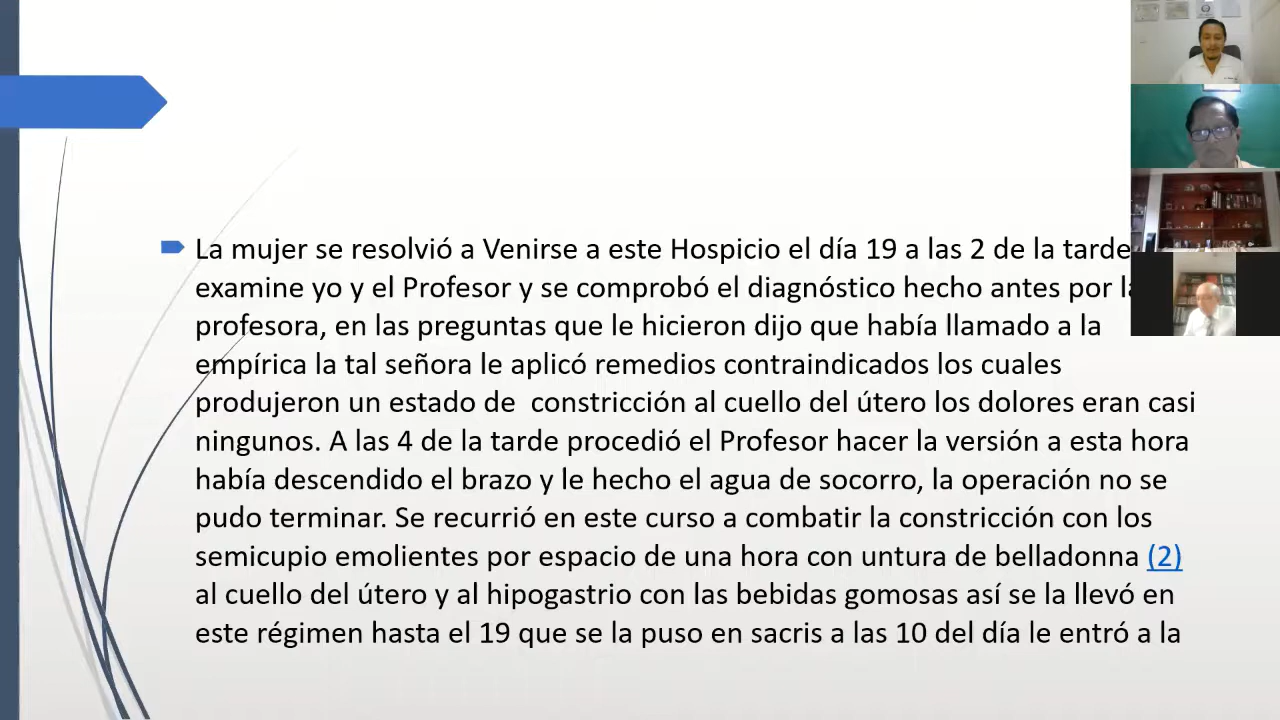 La mujer se resolvió a Venirse a este Hospicio el día 19 a las 2 de la tarde
examine yo y el Profesor y se comprobó el diagnóstico hecho antes por la
profesora, en las preguntas que le hicieron dijo que había llamado a la
empírica la tal señora le aplicó remedios contraindicados los cuales
produjeron un estado de  constricción al cuello del útero los dolores eran casi
ningunos. A las 4 de la tarde procedió el Profesor hacer la versión a esta hora
había descendido el brazo y le hecho el agua de socorro, la operación no se
pudo terminar. Se recurrió en este curso a combatir la constricción con los
semicupio emolientes por espacio de una hora con untura de belladonna (2)
al cuello del útero y al hipogastrio con las bebidas gomosas así se la llevó en
este régimen hasta el 19 que se la puso en sacris a las 10 del día le entró a la